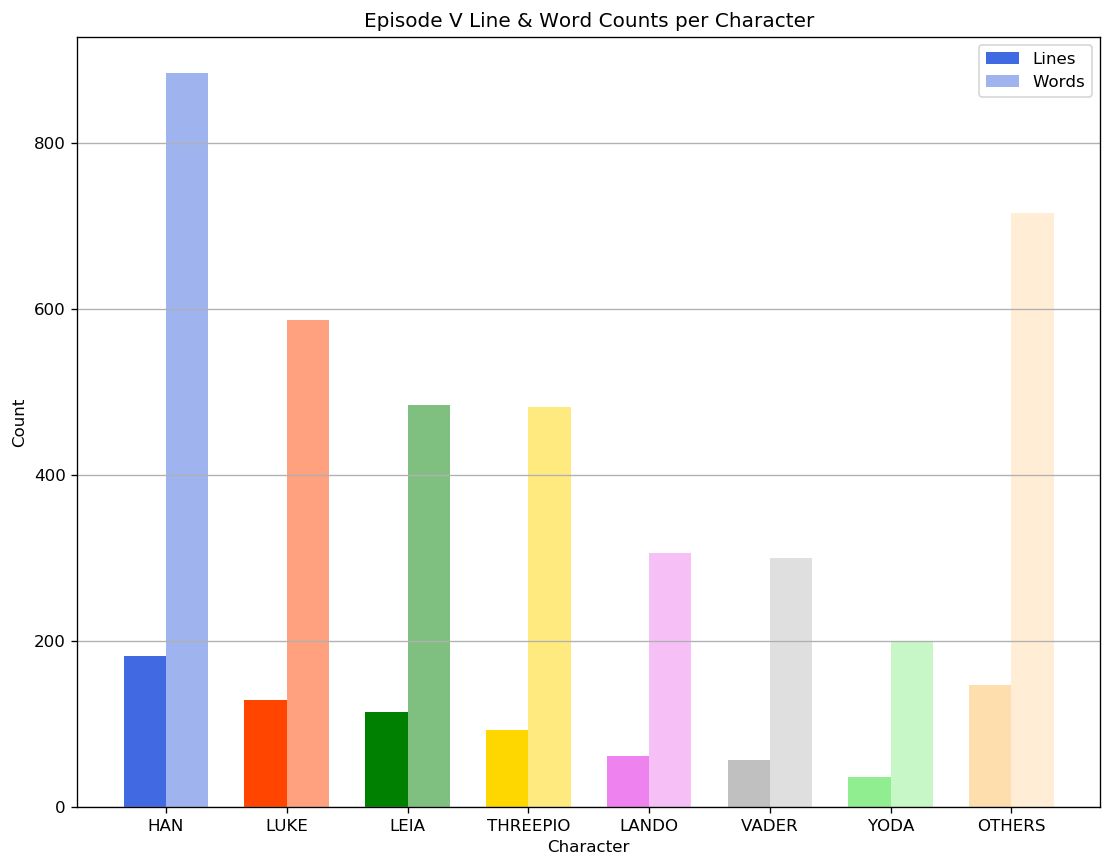 Episode V Line & Word Counts per Character
Lines
Words
800
600
400
200
0
Count
HAN LUKE LEIA THREEPIO LANDO VADER YODA OTHERS
Character